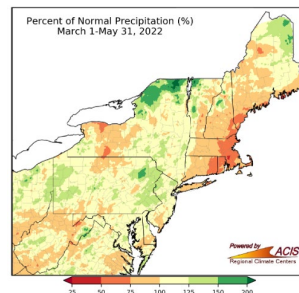 Percent of Normal Precipitation (%)
March 1-May 31, 2022
Powered by ACIS
Regional Climate Centers
25 50 75 100 125 150 200